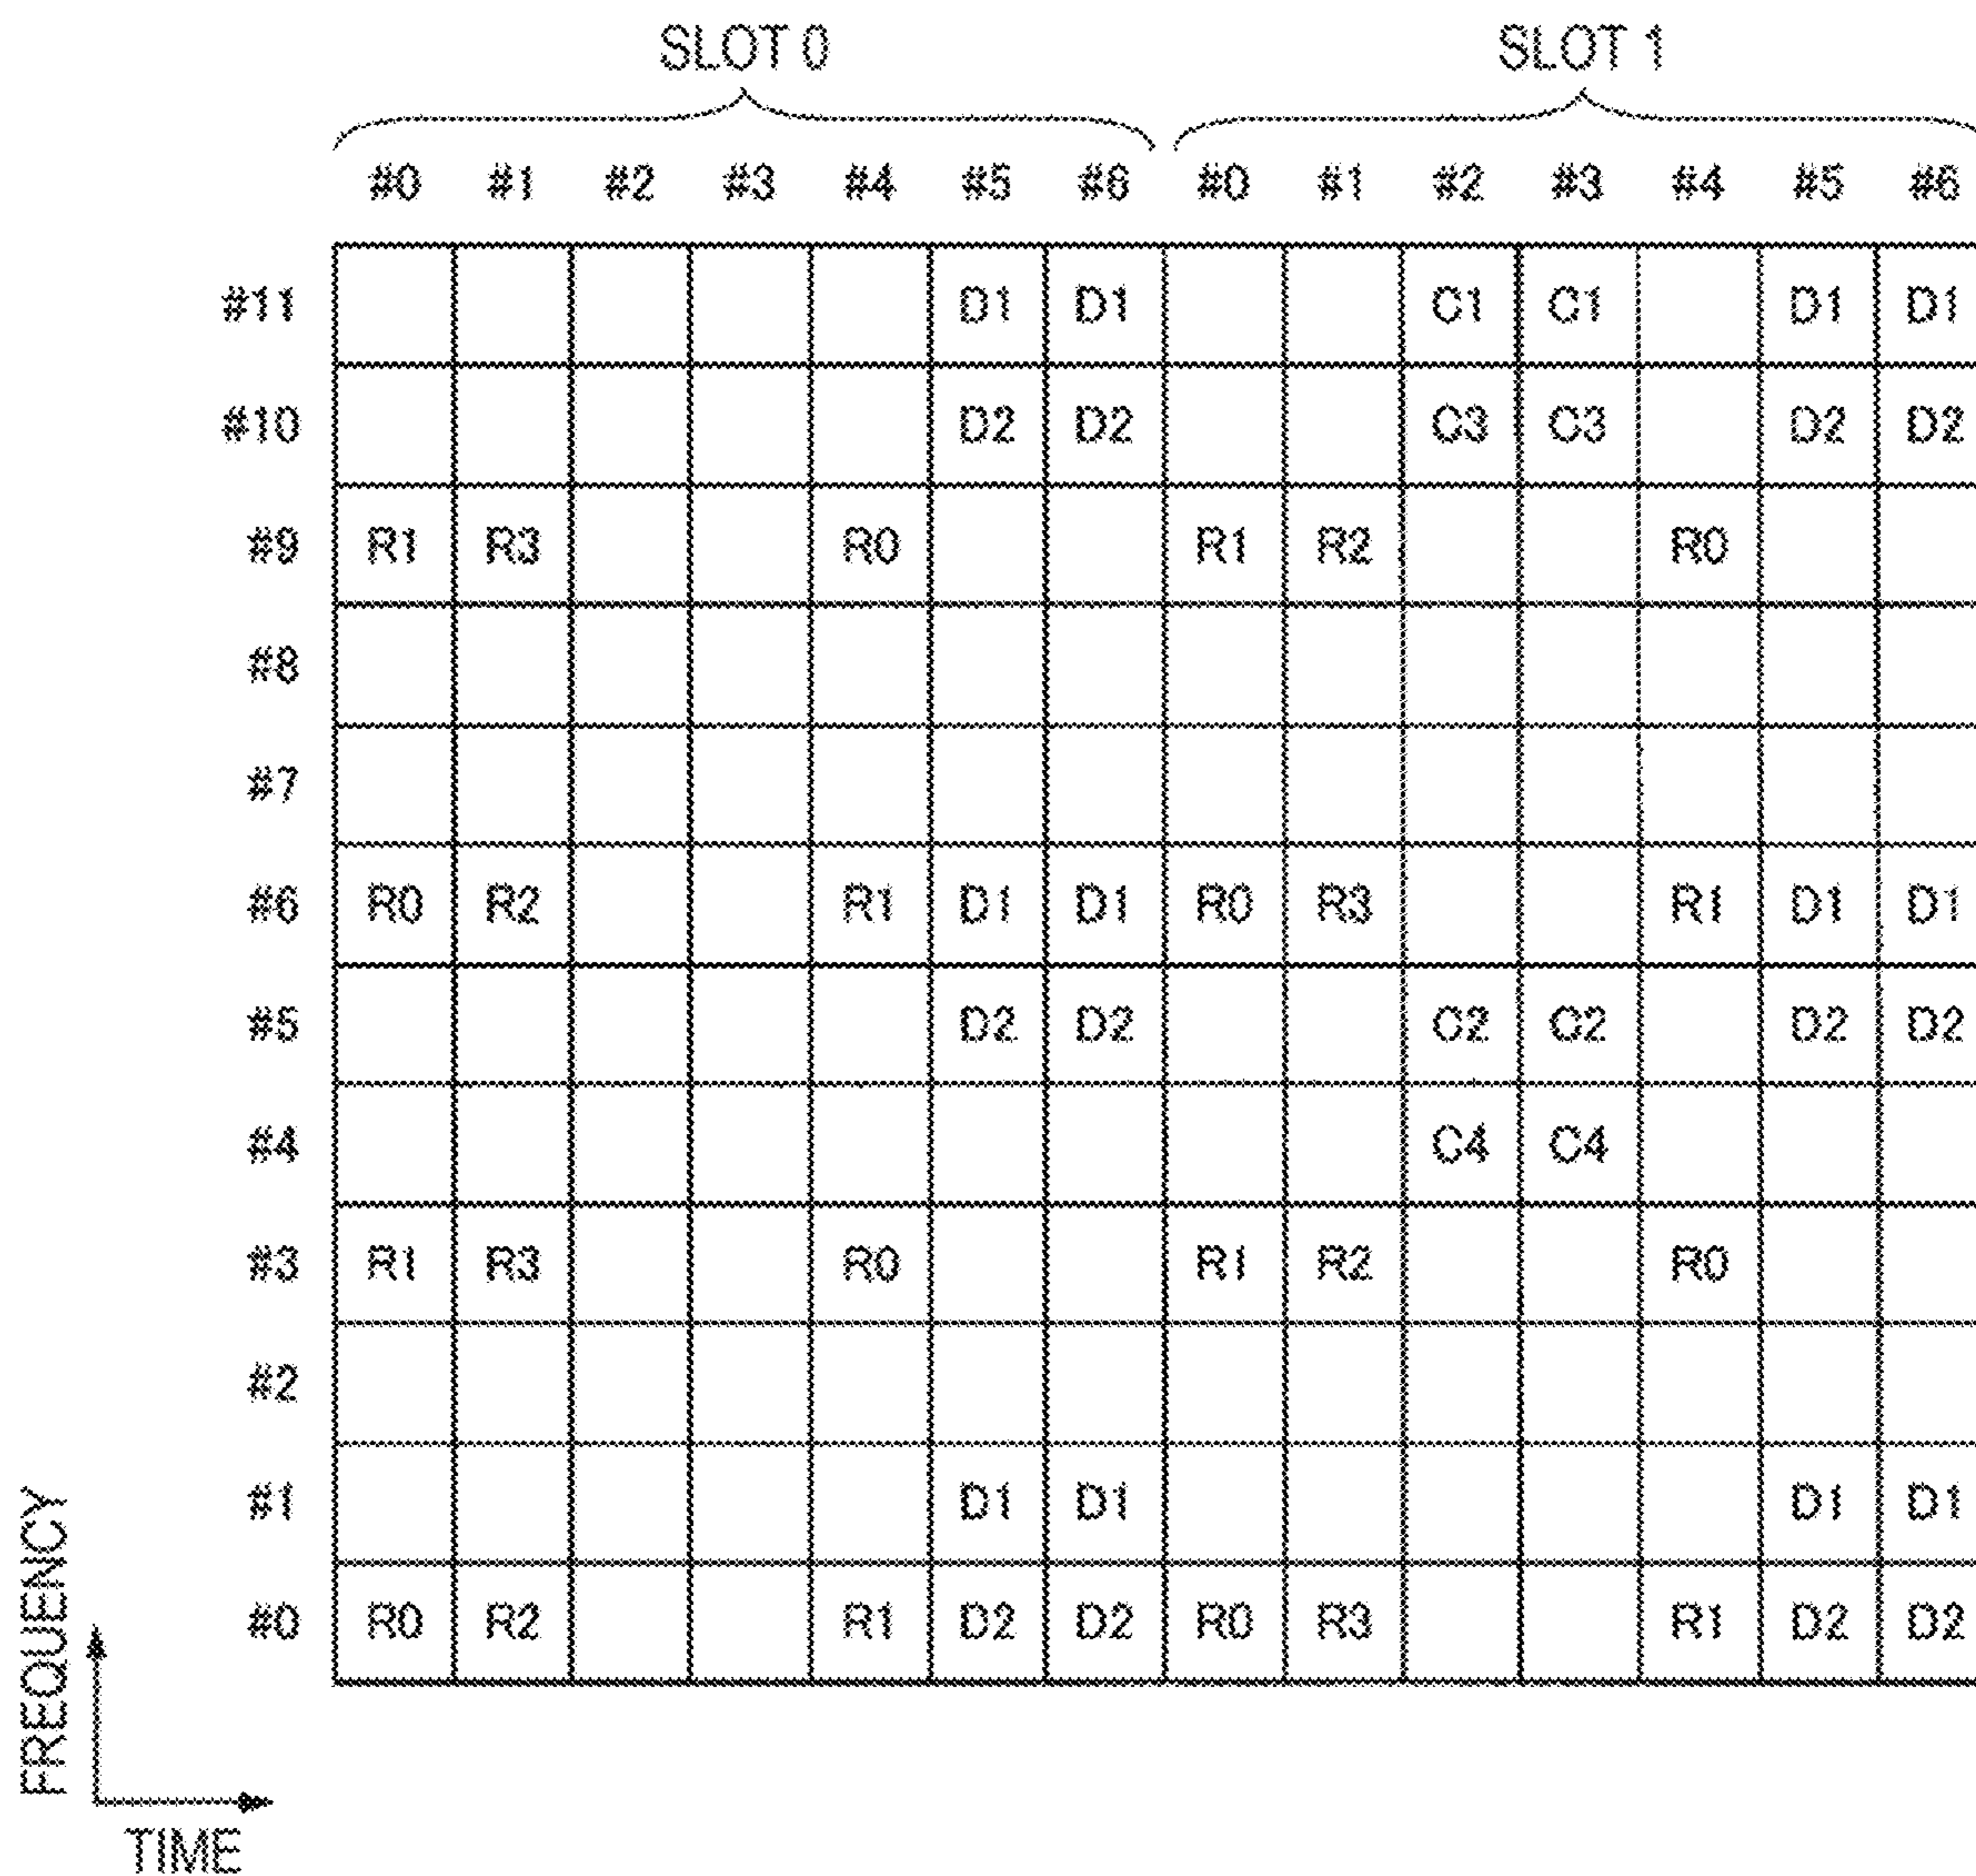 SLOT 0 SLOT 1
#0 #1 #2 #3 #4 #5 #6 #0 #1 #2 #3 #4 #5 #6
#11 D1 D1 C1 C1 D1 D1
#10 D2 D2 C3 C3 D2 D2
#9 R1 R3 R0 R1 R2 R0
#8
#7
#6 R0 R2 R1 D1 D1 R0 R3 R1 D1 D1
#5 D2 D2 C2 C2 D2 D2
#4 C4 C4
#3 R1 R3 R0 R1 R2 R0
#2
#1 D1 D1 D1 D1
#0 R0 R2 R1 D2 D2 R0 R3 R1 D2 D2
FREQUENCY
TIME